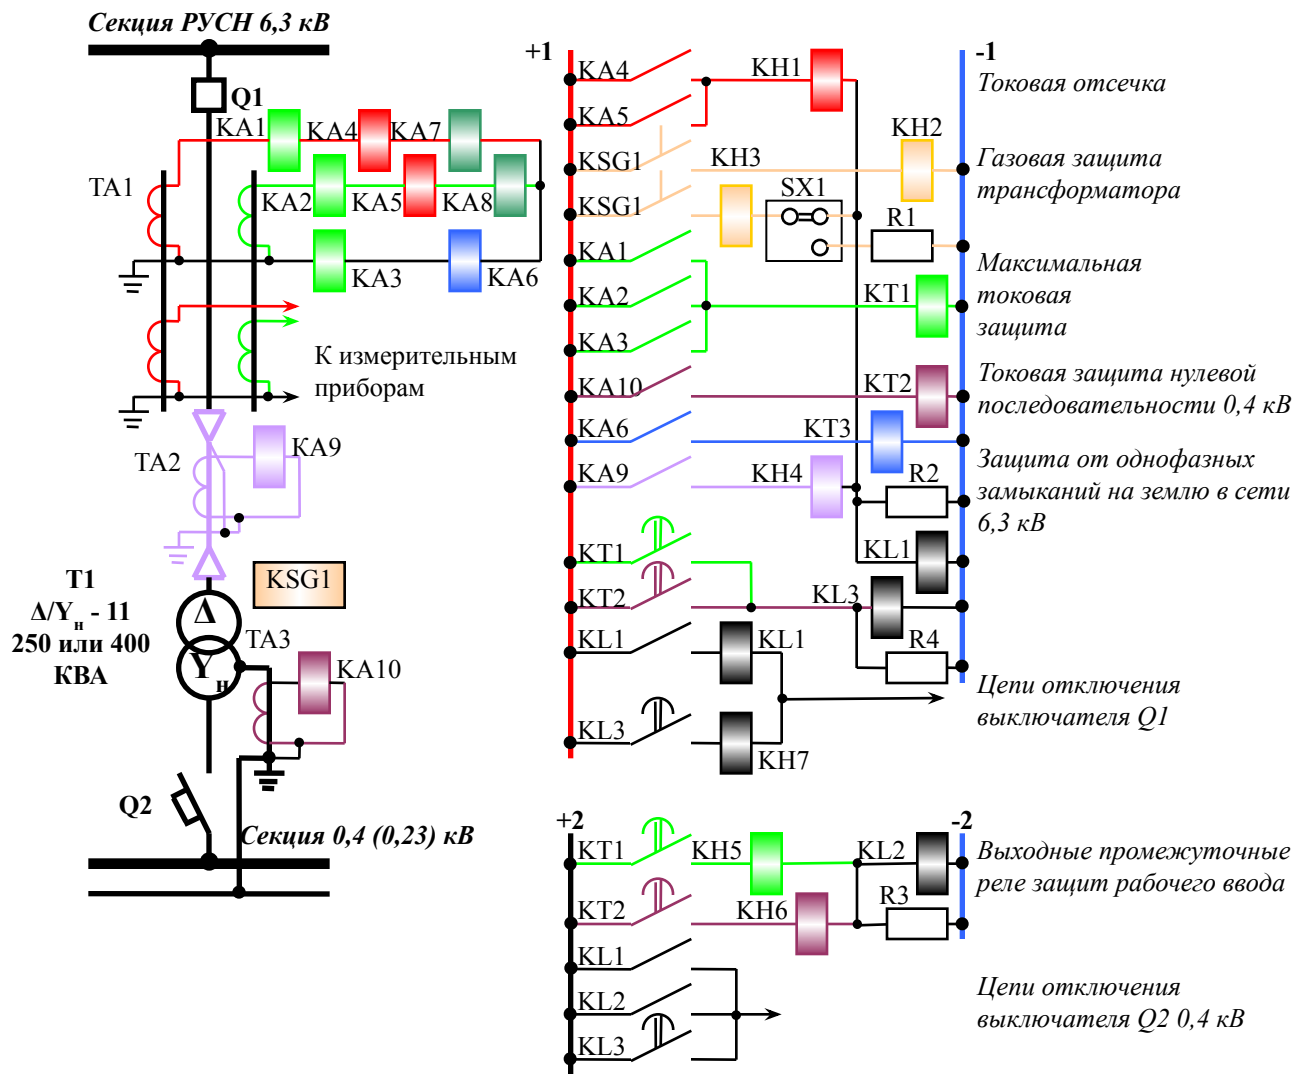 Секция РУСН 6,3 кВ
Q1
KA1
KA4
KA7
TA1
KA2
KA5
KA8
KA3
KA6
К измерительным
приборам
TA2
KA9
T1
Δ/Yн - 11
250 или 400
КВА
KSG1
Δ
Yн
TA3
KA10
Q2
Секция 0,4 (0,23) кВ
+1
-1
KA4
KH1
Токовая отсечка
KA5
KH2
KSG1
KH3
Газовая защита
трансформатора
KSG1
SX1
R1
KA1
KA2
KT1
Максимальная
токовая
защита
KA3
KA10
KT2
Токовая защита нулевой
последовательности 0,4 кВ
KA6
KT3
KA9
KH4
R2
Защита от однофазных
замыканий на землю в сети
6,3 кВ
KT1
KL1
KT2
KL3
KL1
KL1
R4
Цепи отключения
выключателя Q1
KL3
KH7
+2
-2
KT1
KH5
KL2
Выходные промежуточные
реле защит рабочего ввода
KT2
KH6
R3
KL1
KL2
KL3
Цепи отключения
выключателя Q2 0,4 кВ